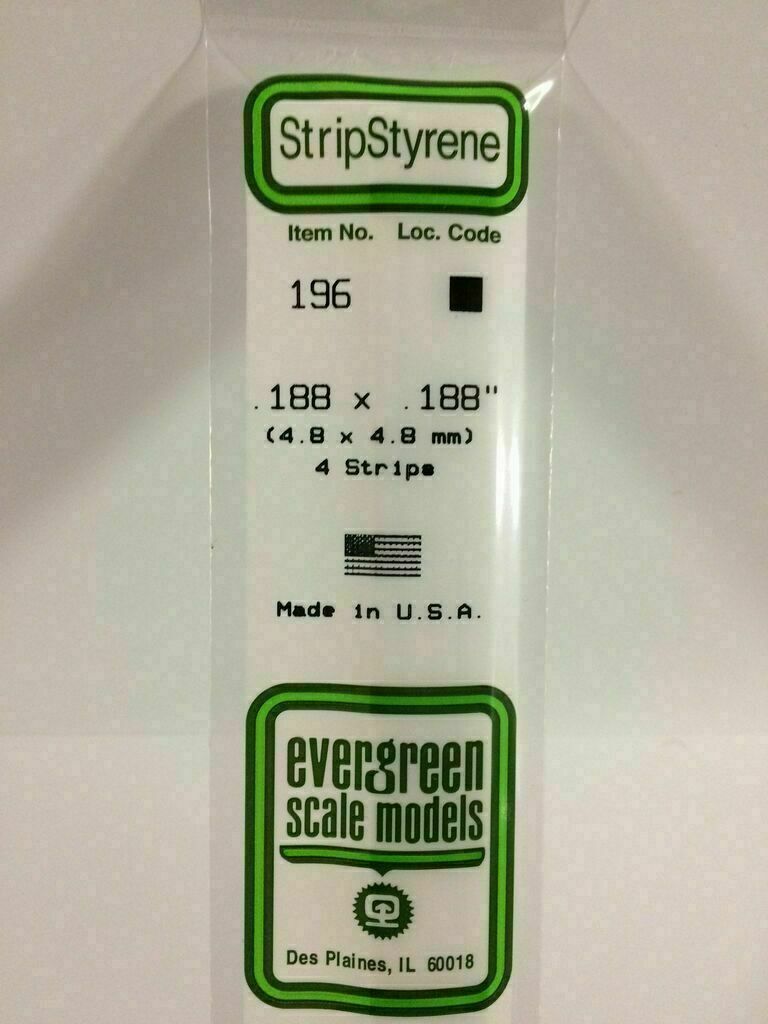 StripStyrene
Item No. Loc. Code
196
.188 x .188"
(4.8 x 4.8 mm)
4 Strips
Made in U.S.A.
evergreen
scale models
Des Plaines, IL 60018